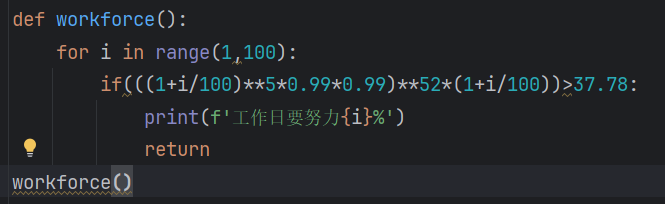 def workforce():
    for i in range(1,100):
        if(((1+i/100)**5*0.99*0.99)**52*(1+i/100))>37.78:
            print(f'工作日要努力{i}%')
            return
workforce()